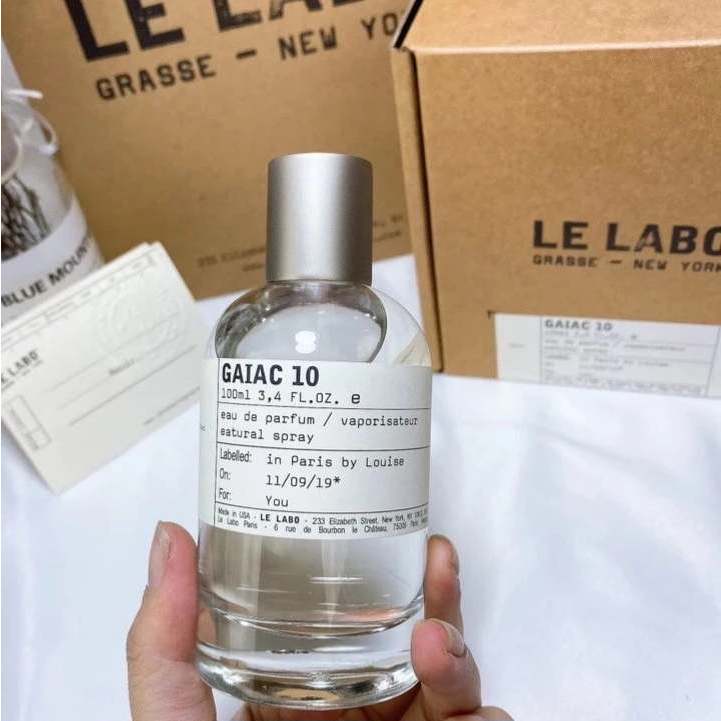 LE LABO
GRASSE – NEW YO
LE LABO
GRASSE – NEW YORK
GAIAC 10
BLUE MOUN
LE LABO
GAIAC 10
100ml 3,4 FL.OZ. e
eau de parfum / vaporisateur
eatural spray
Labelled: in Paris by Louise
On: 11/09/19*
For: You
Made in USA - LE LABO - 233 Elizabeth Street, New York, NY 10012
Le Labo Paris - 6 rue de Bourbon le Château, 75006 Paris